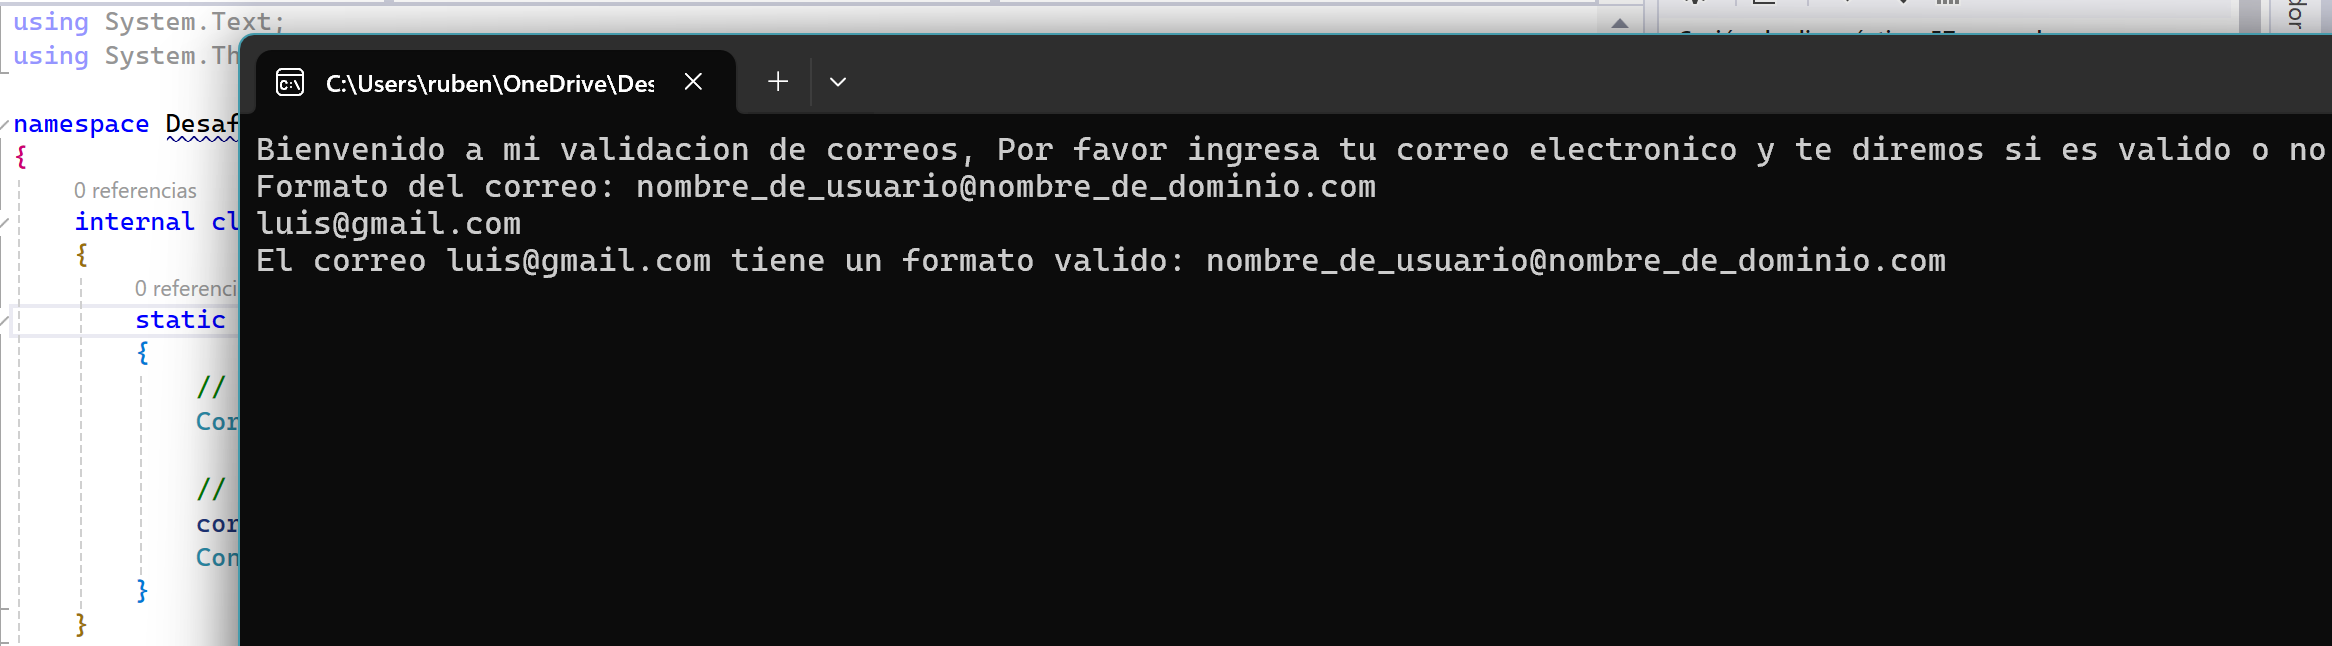 using System.Text;
using System.Th
namespace Desaf
{
0 referencias
internal cl
{
0 referenci
static
{
//
Cor
//
cor
Con
}
}
C:\Users\ruben\OneDrive\Des
Bienvenido a mi validacion de correos, Por favor ingresa tu correo electronico y te diremos si es valido o no
Formato del correo: nombre_de_usuario@nombre_de_dominio.com
luis@gmail.com
El correo luis@gmail.com tiene un formato valido: nombre_de_usuario@nombre_de_dominio.com